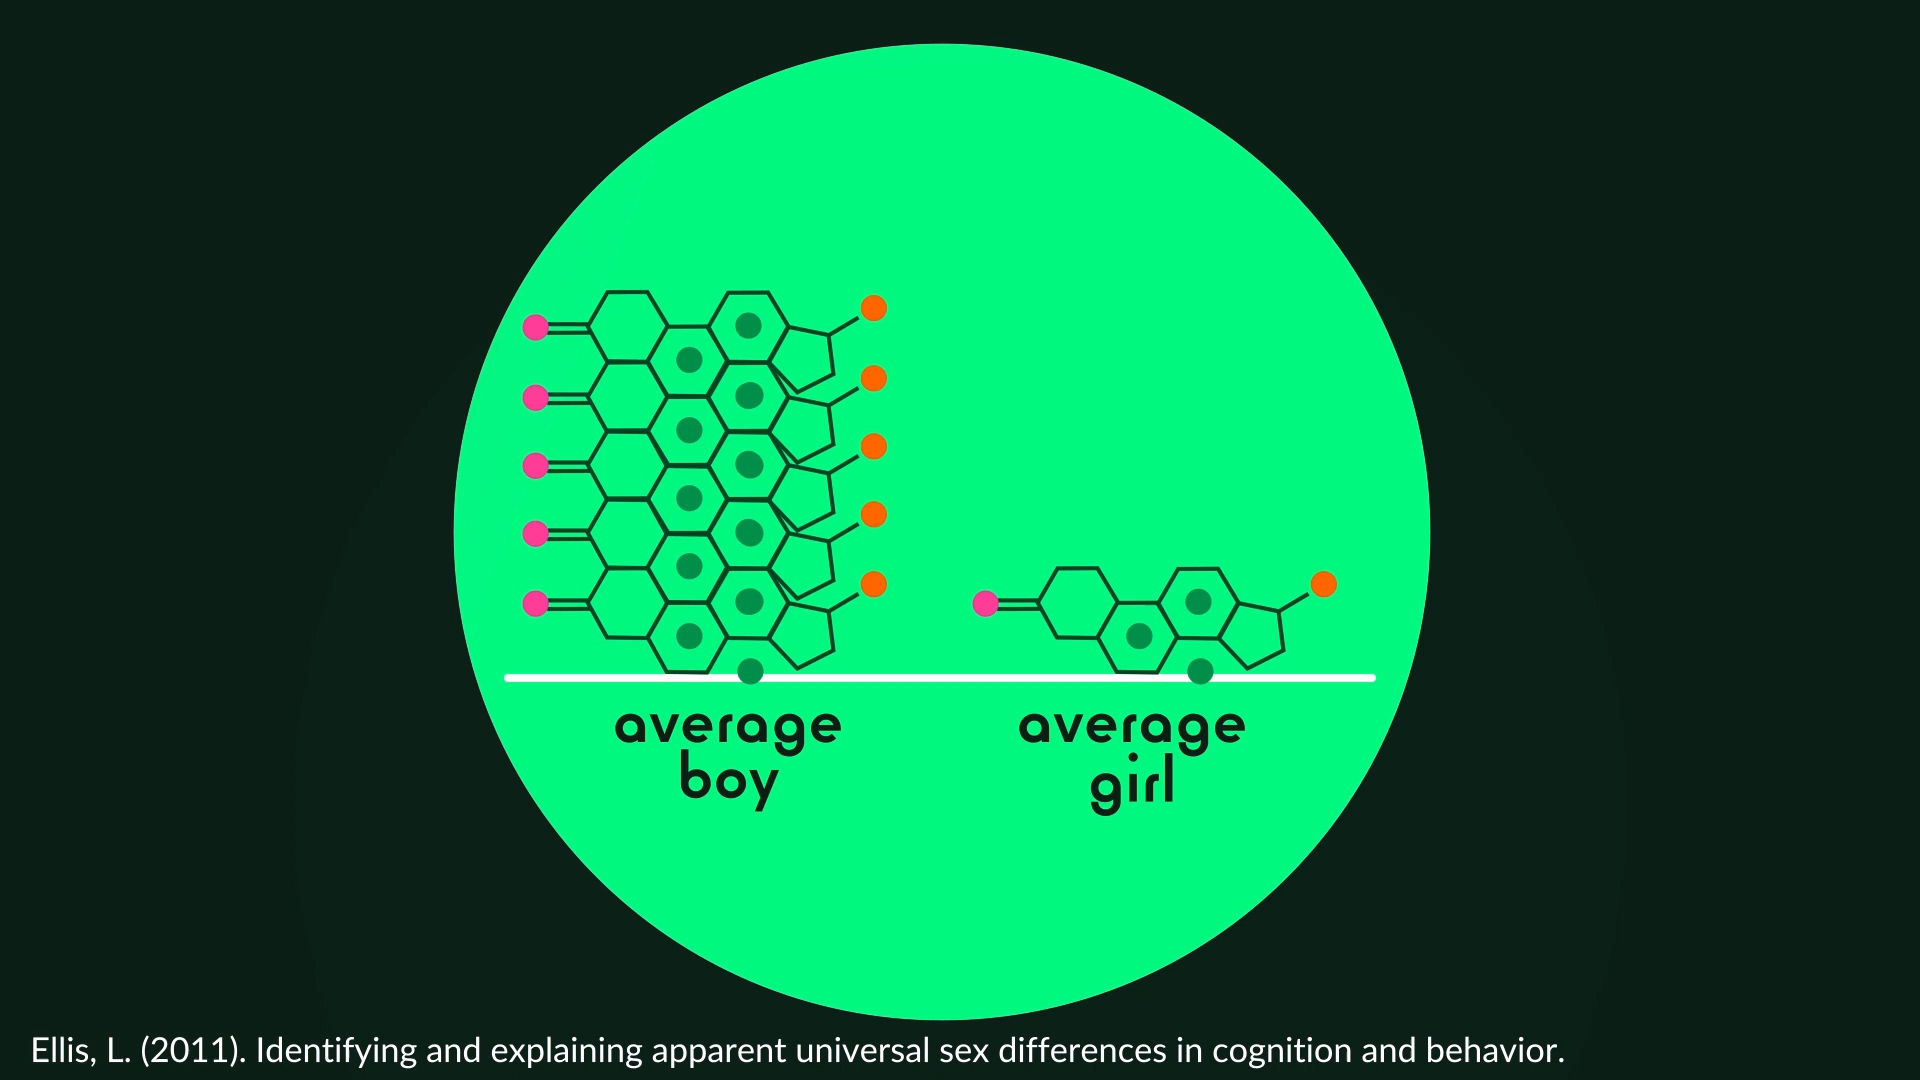 average
boy
average
girl
Ellis, L. (2011). Identifying and explaining apparent universal sex differences in cognition and behavior.